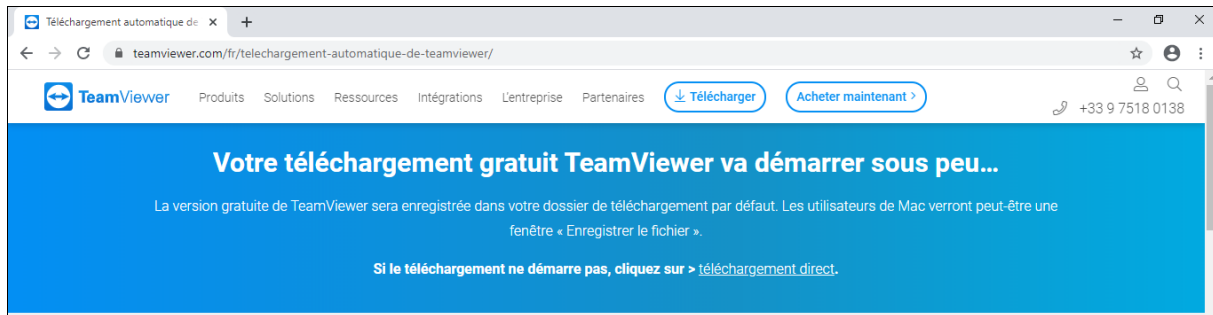 Téléchargement automatique de
teamviewer.com/fr/telechargement-automatique-de-teamviewer/
TeamViewer Produits Solutions Ressources Intégrations L'entreprise Partenaires Télécharger Acheter maintenant >
+33 9 7518 0138
Votre téléchargement gratuit TeamViewer va démarrer sous peu...
La version gratuite de TeamViewer sera enregistrée dans votre dossier de téléchargement par défaut. Les utilisateurs de Mac verront peut-être une
fenêtre « Enregistrer le fichier ».
Si le téléchargement ne démarre pas, cliquez sur > téléchargement direct.